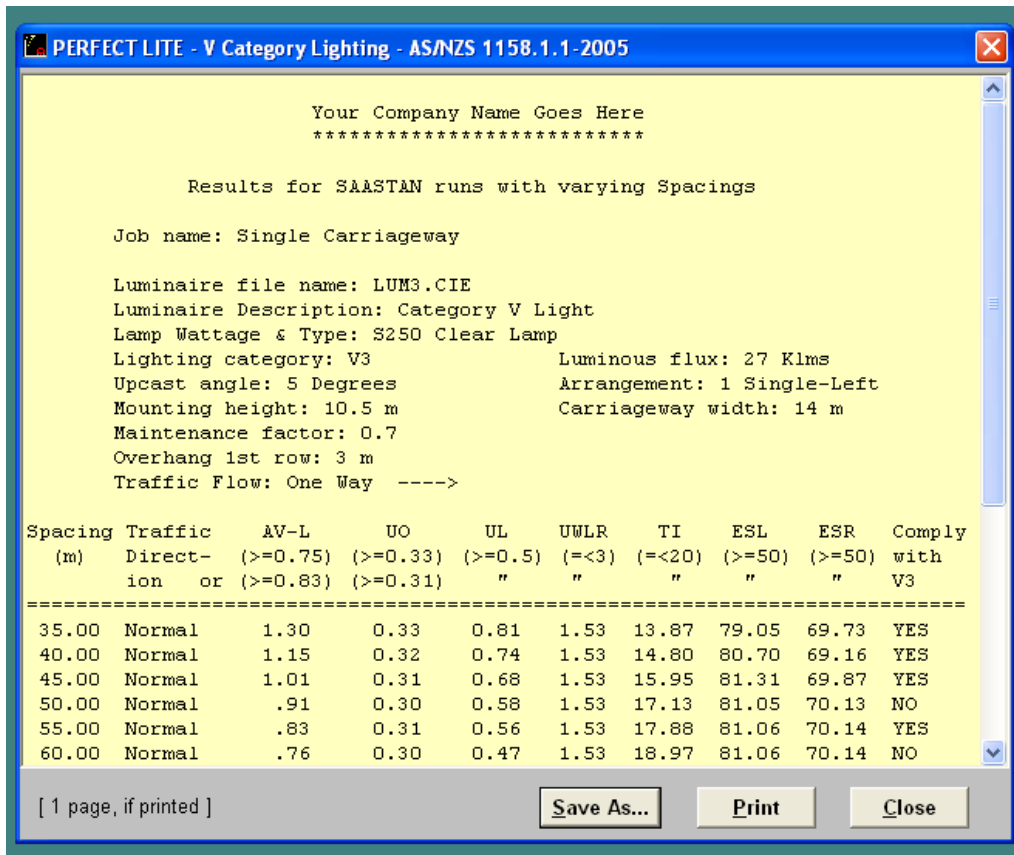 PERFECT LITE - V Category Lighting - AS/NZS 1158.1.1-2005
Your Company Name Goes Here
***************************
Results for SAASTAN runs with varying Spacings
Job name: Single Carriageway
Luminaire file name: LUM3.CIE
Luminaire Description: Category V Light
Lamp Wattage & Type: S250 Clear Lamp
Lighting category: V3 Luminous flux: 27 Klms
Upcast angle: 5 Degrees Arrangement: 1 Single-Left
Mounting height: 10.5 m Carriageway width: 14 m
Maintenance factor: 0.7
Overhang 1st row: 3 m
Traffic Flow: One Way ---->
Spacing Traffic AV-L UO UL UWLR TI ESL ESR Comply
(m) Direct- (>=0.75) (>=0.33) (>=0.5) (=<3) (=<20) (>=50) (>=50) with
ion or (>=0.83) (>=0.31) " " " " " V3
============================================================================
35.00 Normal 1.30 0.33 0.81 1.53 13.87 79.05 69.73 YES
40.00 Normal 1.15 0.32 0.74 1.53 14.80 80.70 69.16 YES
45.00 Normal 1.01 0.31 0.68 1.53 15.95 81.31 69.87 YES
50.00 Normal .91 0.30 0.58 1.53 17.13 81.05 70.13 NO
55.00 Normal .83 0.31 0.56 1.53 17.88 81.06 70.14 YES
60.00 Normal .76 0.30 0.47 1.53 18.97 81.06 70.14 NO
[ 1 page, if printed ] Save As... Print Close